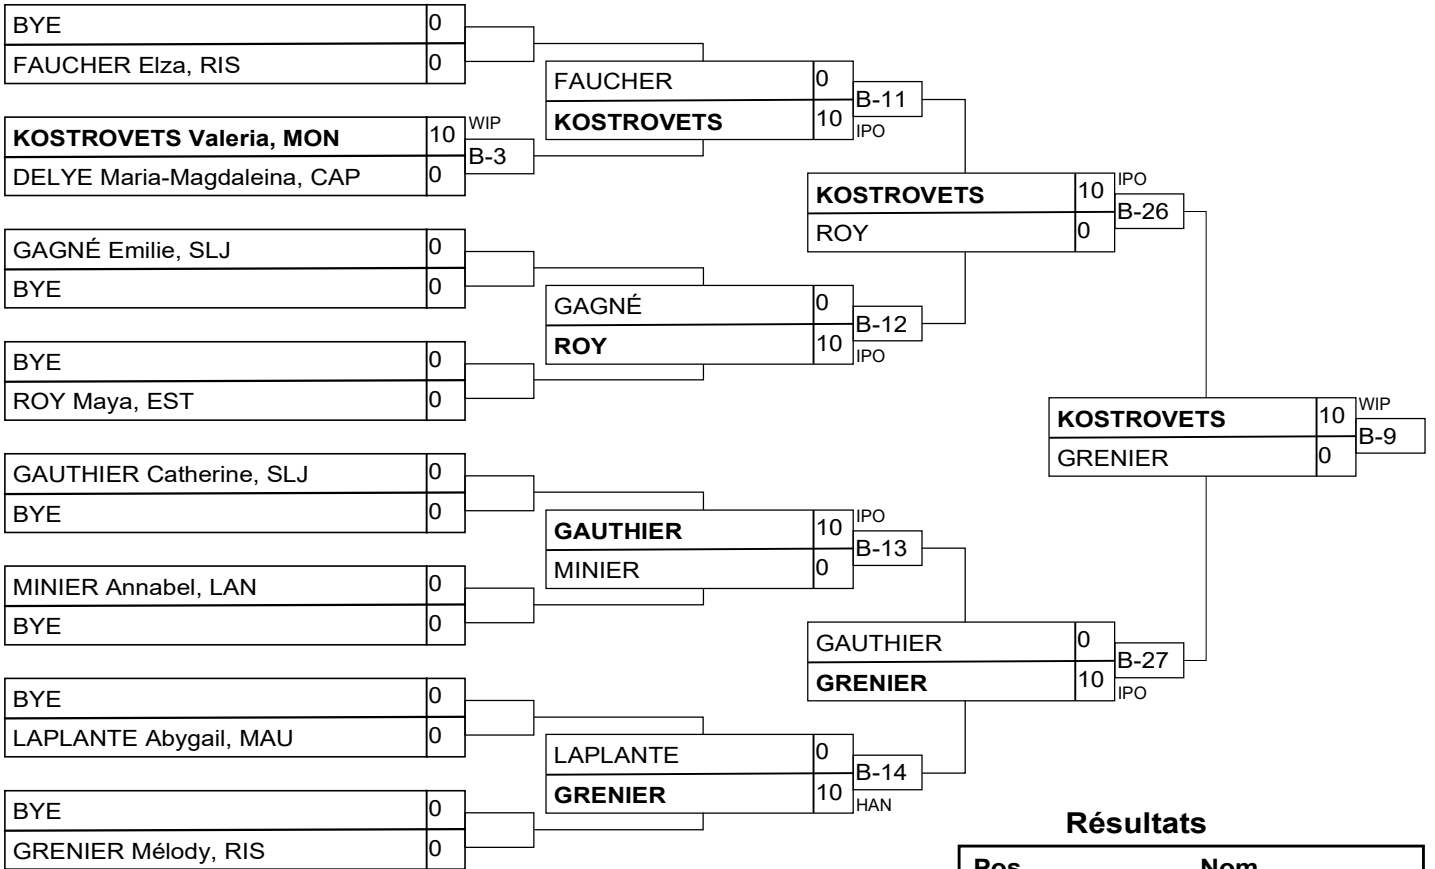 BYE 0
FAUCHER Elza, RIS 0
KOSTROVETS Valeria, MON 10 WIP
B-3
DELYE Maria-Magdaleina, CAP 0
GAGNÉ Emilie, SLJ 0
BYE 0
BYE 0
ROY Maya, EST 0
GAUTHIER Catherine, SLJ 0
BYE 0
MINIER Annabel, LAN 0
BYE 0
BYE 0
LAPLANTE Abygail, MAU 0
BYE 0
GRENIER Mélody, RIS 0
FAUCHER 0
B-11
KOSTROVETS 10 IPO
GAGNÉ 0
B-12
ROY 10 IPO
GAUTHIER 10 IPO
B-13
MINIER 0
LAPLANTE 0
B-14
GRENIER 10 HAN
KOSTROVETS 10 IPO
B-26
ROY 0
GAUTHIER 0
B-27
GRENIER 10 IPO
KOSTROVETS 10 WIP
B-9
GRENIER 0
Résultats
Pos Nom